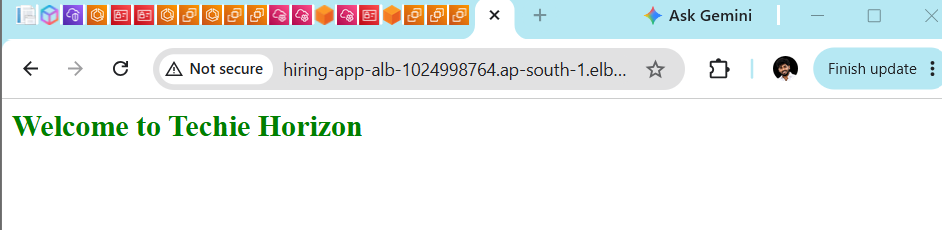 Ask Gemini
Not secure
hiring-app-alb-1024998764.ap-south-1.elb...
Finish update
Welcome to Techie Horizon